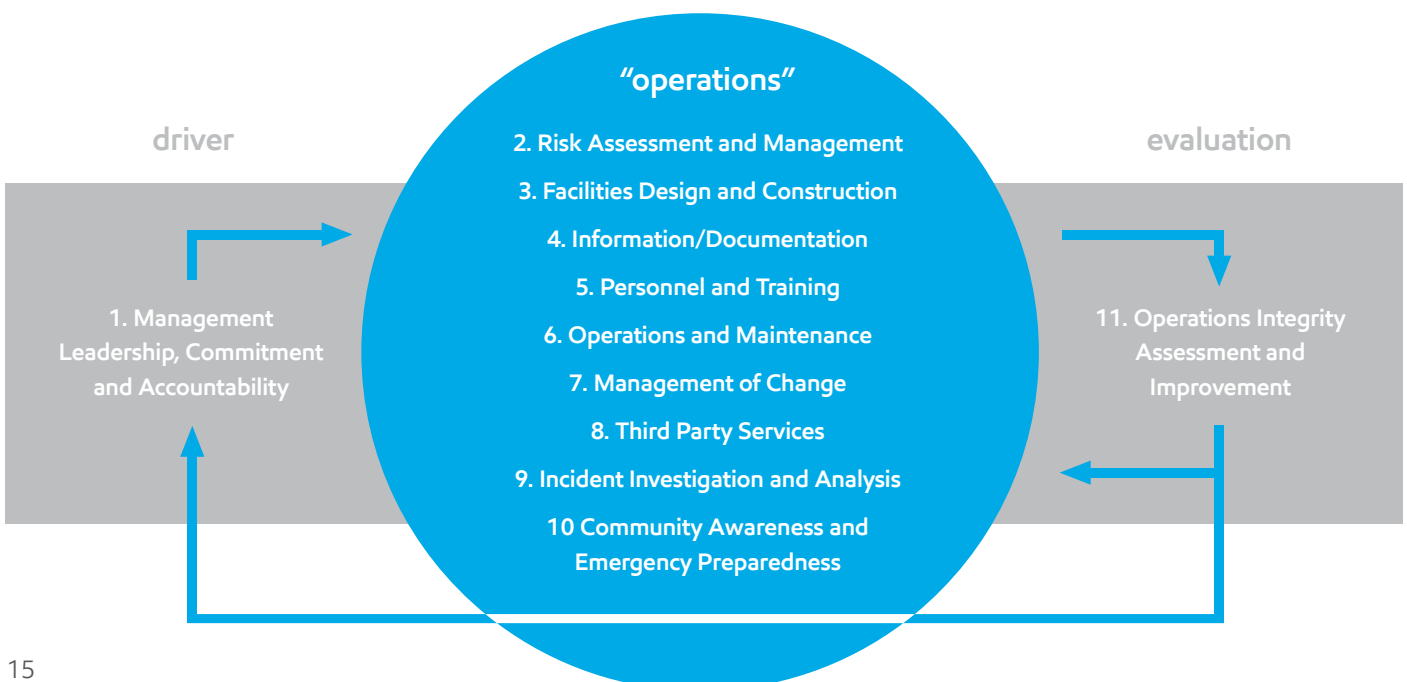 driver
1. Management
Leadership, Commitment
and Accountability
“operations”
2. Risk Assessment and Management
3. Facilities Design and Construction
4. Information/Documentation
5. Personnel and Training
6. Operations and Maintenance
7. Management of Change
8. Third Party Services
9. Incident Investigation and Analysis
10 Community Awareness and
Emergency Preparedness
evaluation
11. Operations Integrity
Assessment and
Improvement
15